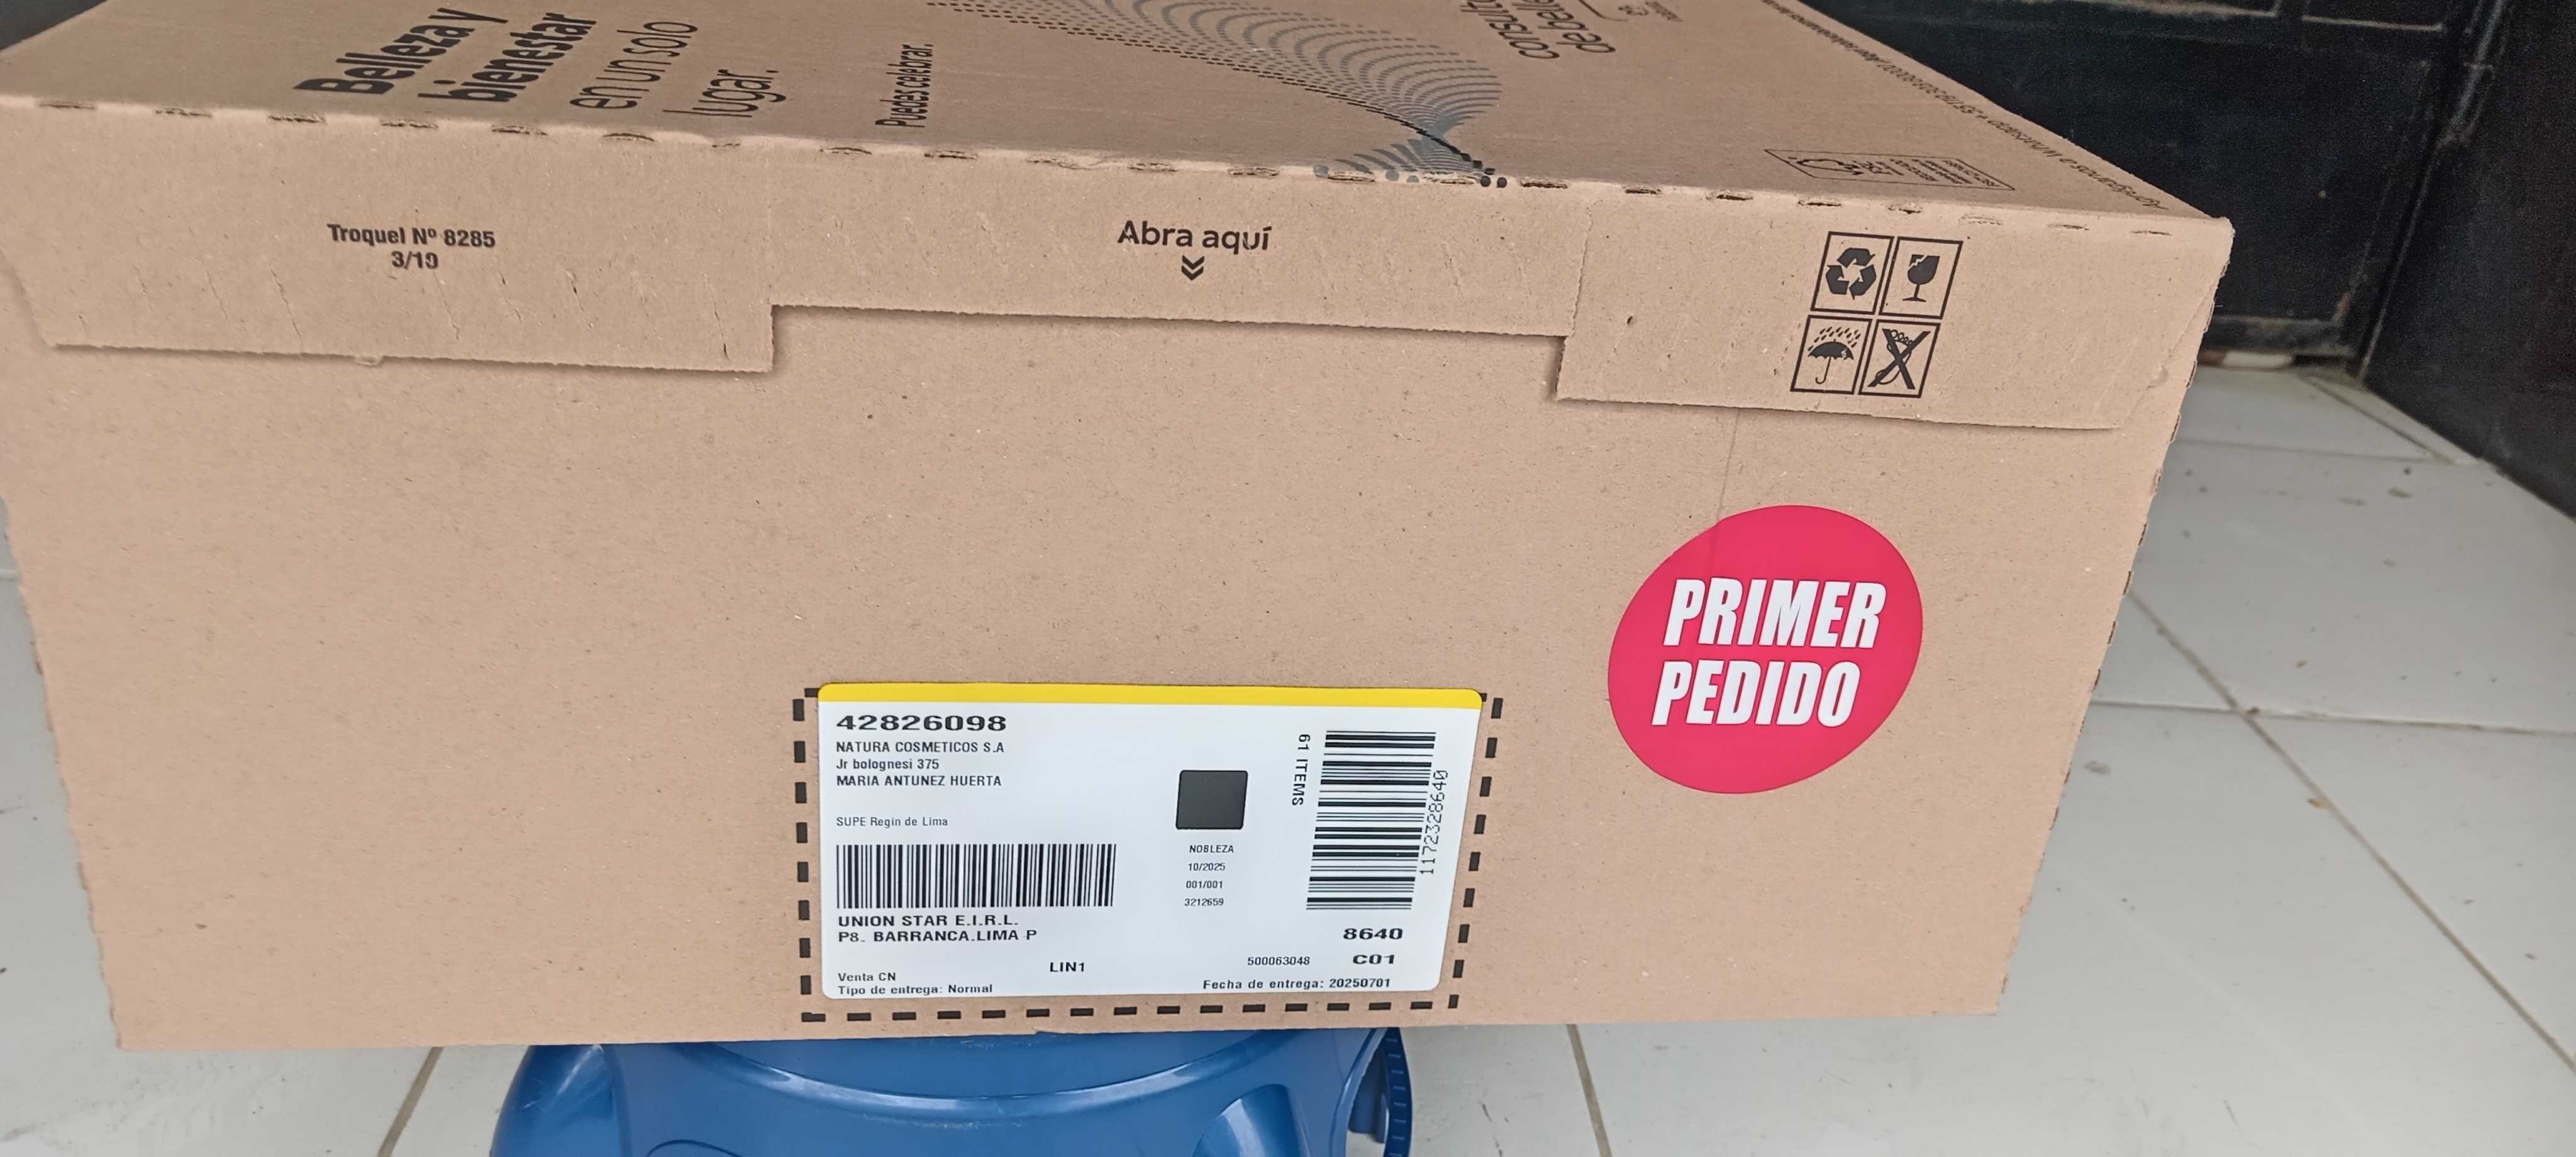 Belleza y
bienestar
en un solo
lugar.
Puedes celebrar.
Troquel Nº 8285
3/19
Abra aquí
PRIMER
PEDIDO
42826098
NATURA COSMETICOS S.A
Jr bolognesi 375
MARIA ANTUNEZ HUERTA
SUPE Regin de Lima
UNION STAR E.I.R.L.
P8. BARRANCA.LIMA P
LIN1
Venta CN
Tipo de entrega: Normal
NOBLEZA
10/2025
001/001
3212659
61 ITEMS
1172328640
8640
500063048 C01
Fecha de entrega: 20250701